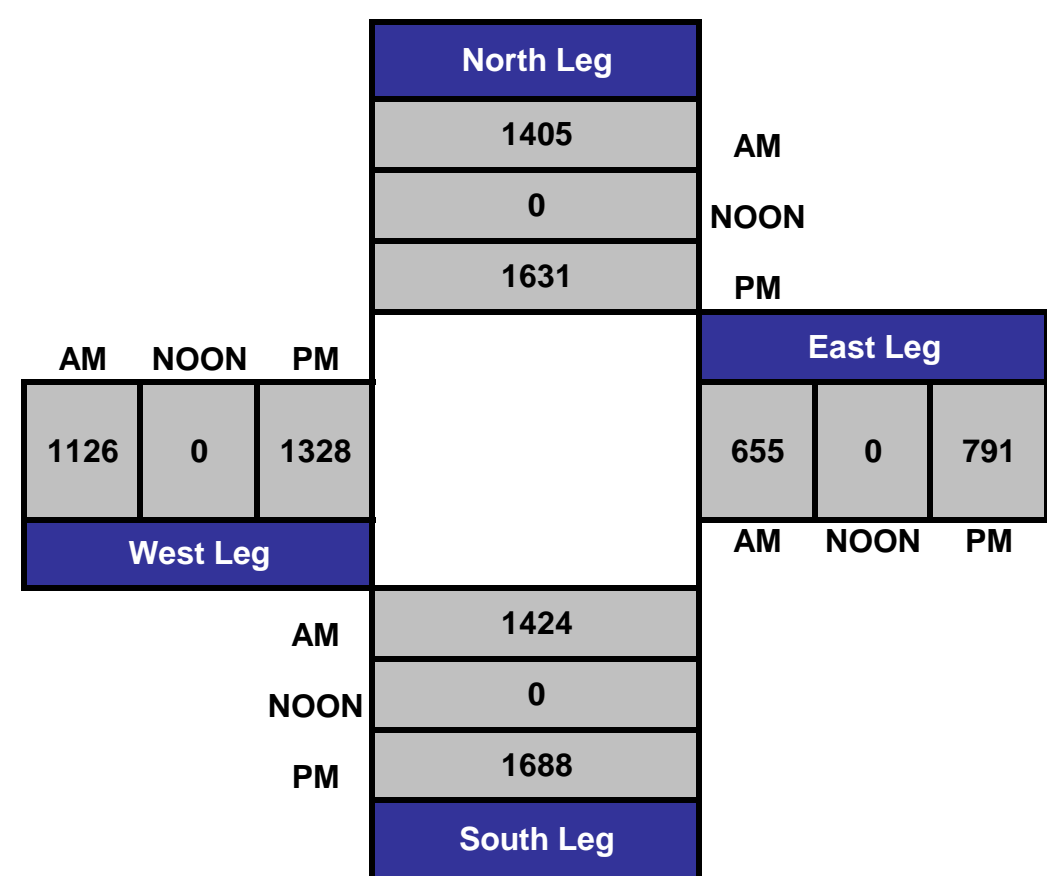 North Leg
1405 AM
0 NOON
1631 PM
East Leg
AM NOON PM
1126 0 1328 655 0 791
AM NOON PM
West Leg
AM 1424
NOON 0
PM 1688
South Leg